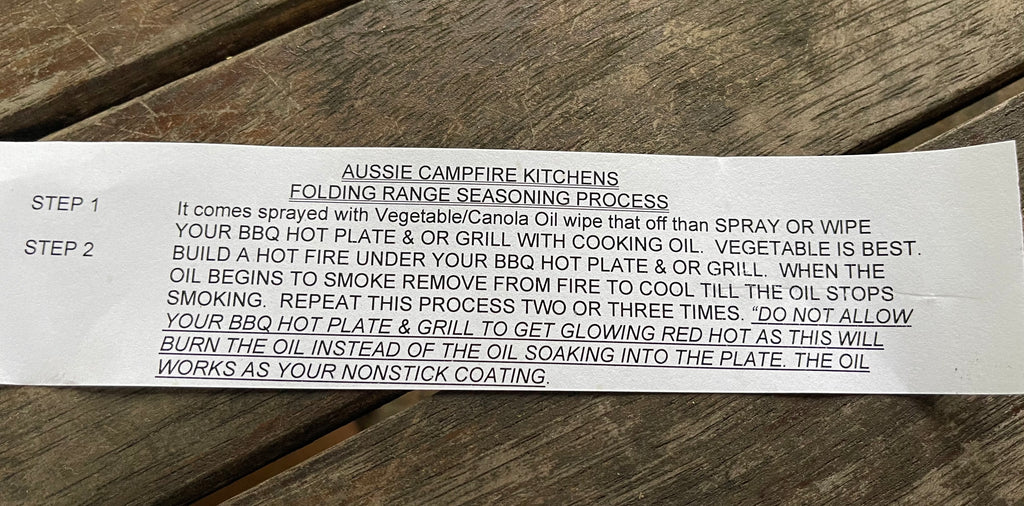 AUSSIE CAMPFIRE KITCHENS
FOLDING RANGE SEASONING PROCESS
STEP 1 It comes sprayed with Vegetable/Canola Oil wipe that off than SPRAY OR WIPE
YOUR BBQ HOT PLATE & OR GRILL WITH COOKING OIL. VEGETABLE IS BEST.
STEP 2 BUILD A HOT FIRE UNDER YOUR BBQ HOT PLATE & OR GRILL. WHEN THE
OIL BEGINS TO SMOKE REMOVE FROM FIRE TO COOL TILL THE OIL STOPS
SMOKING. REPEAT THIS PROCESS TWO OR THREE TIMES. "DO NOT ALLOW
YOUR BBQ HOT PLATE & GRILL TO GET GLOWING RED HOT AS THIS WILL
BURN THE OIL INSTEAD OF THE OIL SOAKING INTO THE PLATE. THE OIL
WORKS AS YOUR NONSTICK COATING.